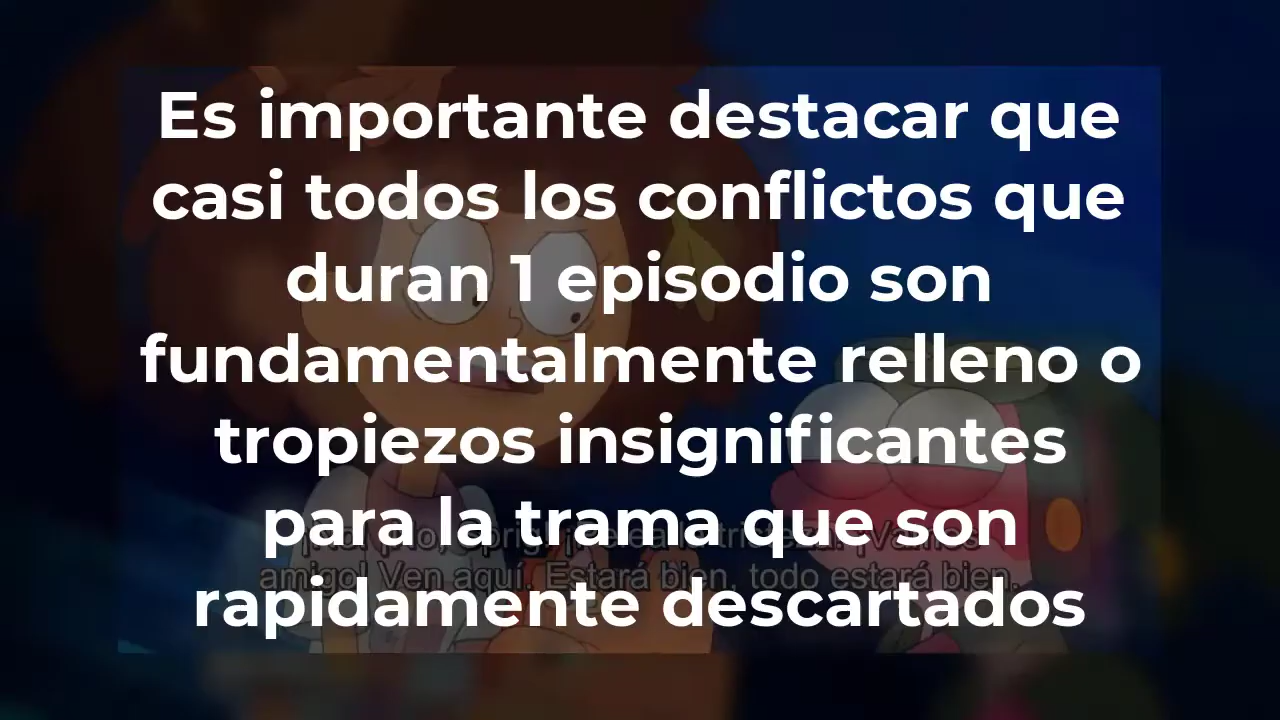 Es importante destacar que
casi todos los conflictos que
duran 1 episodio son
fundamentalmente relleno o
tropiezos insignificantes
para la trama que son
rapidamente descartados
amigo! Ven aquí. Estará bien, todo estará bien.